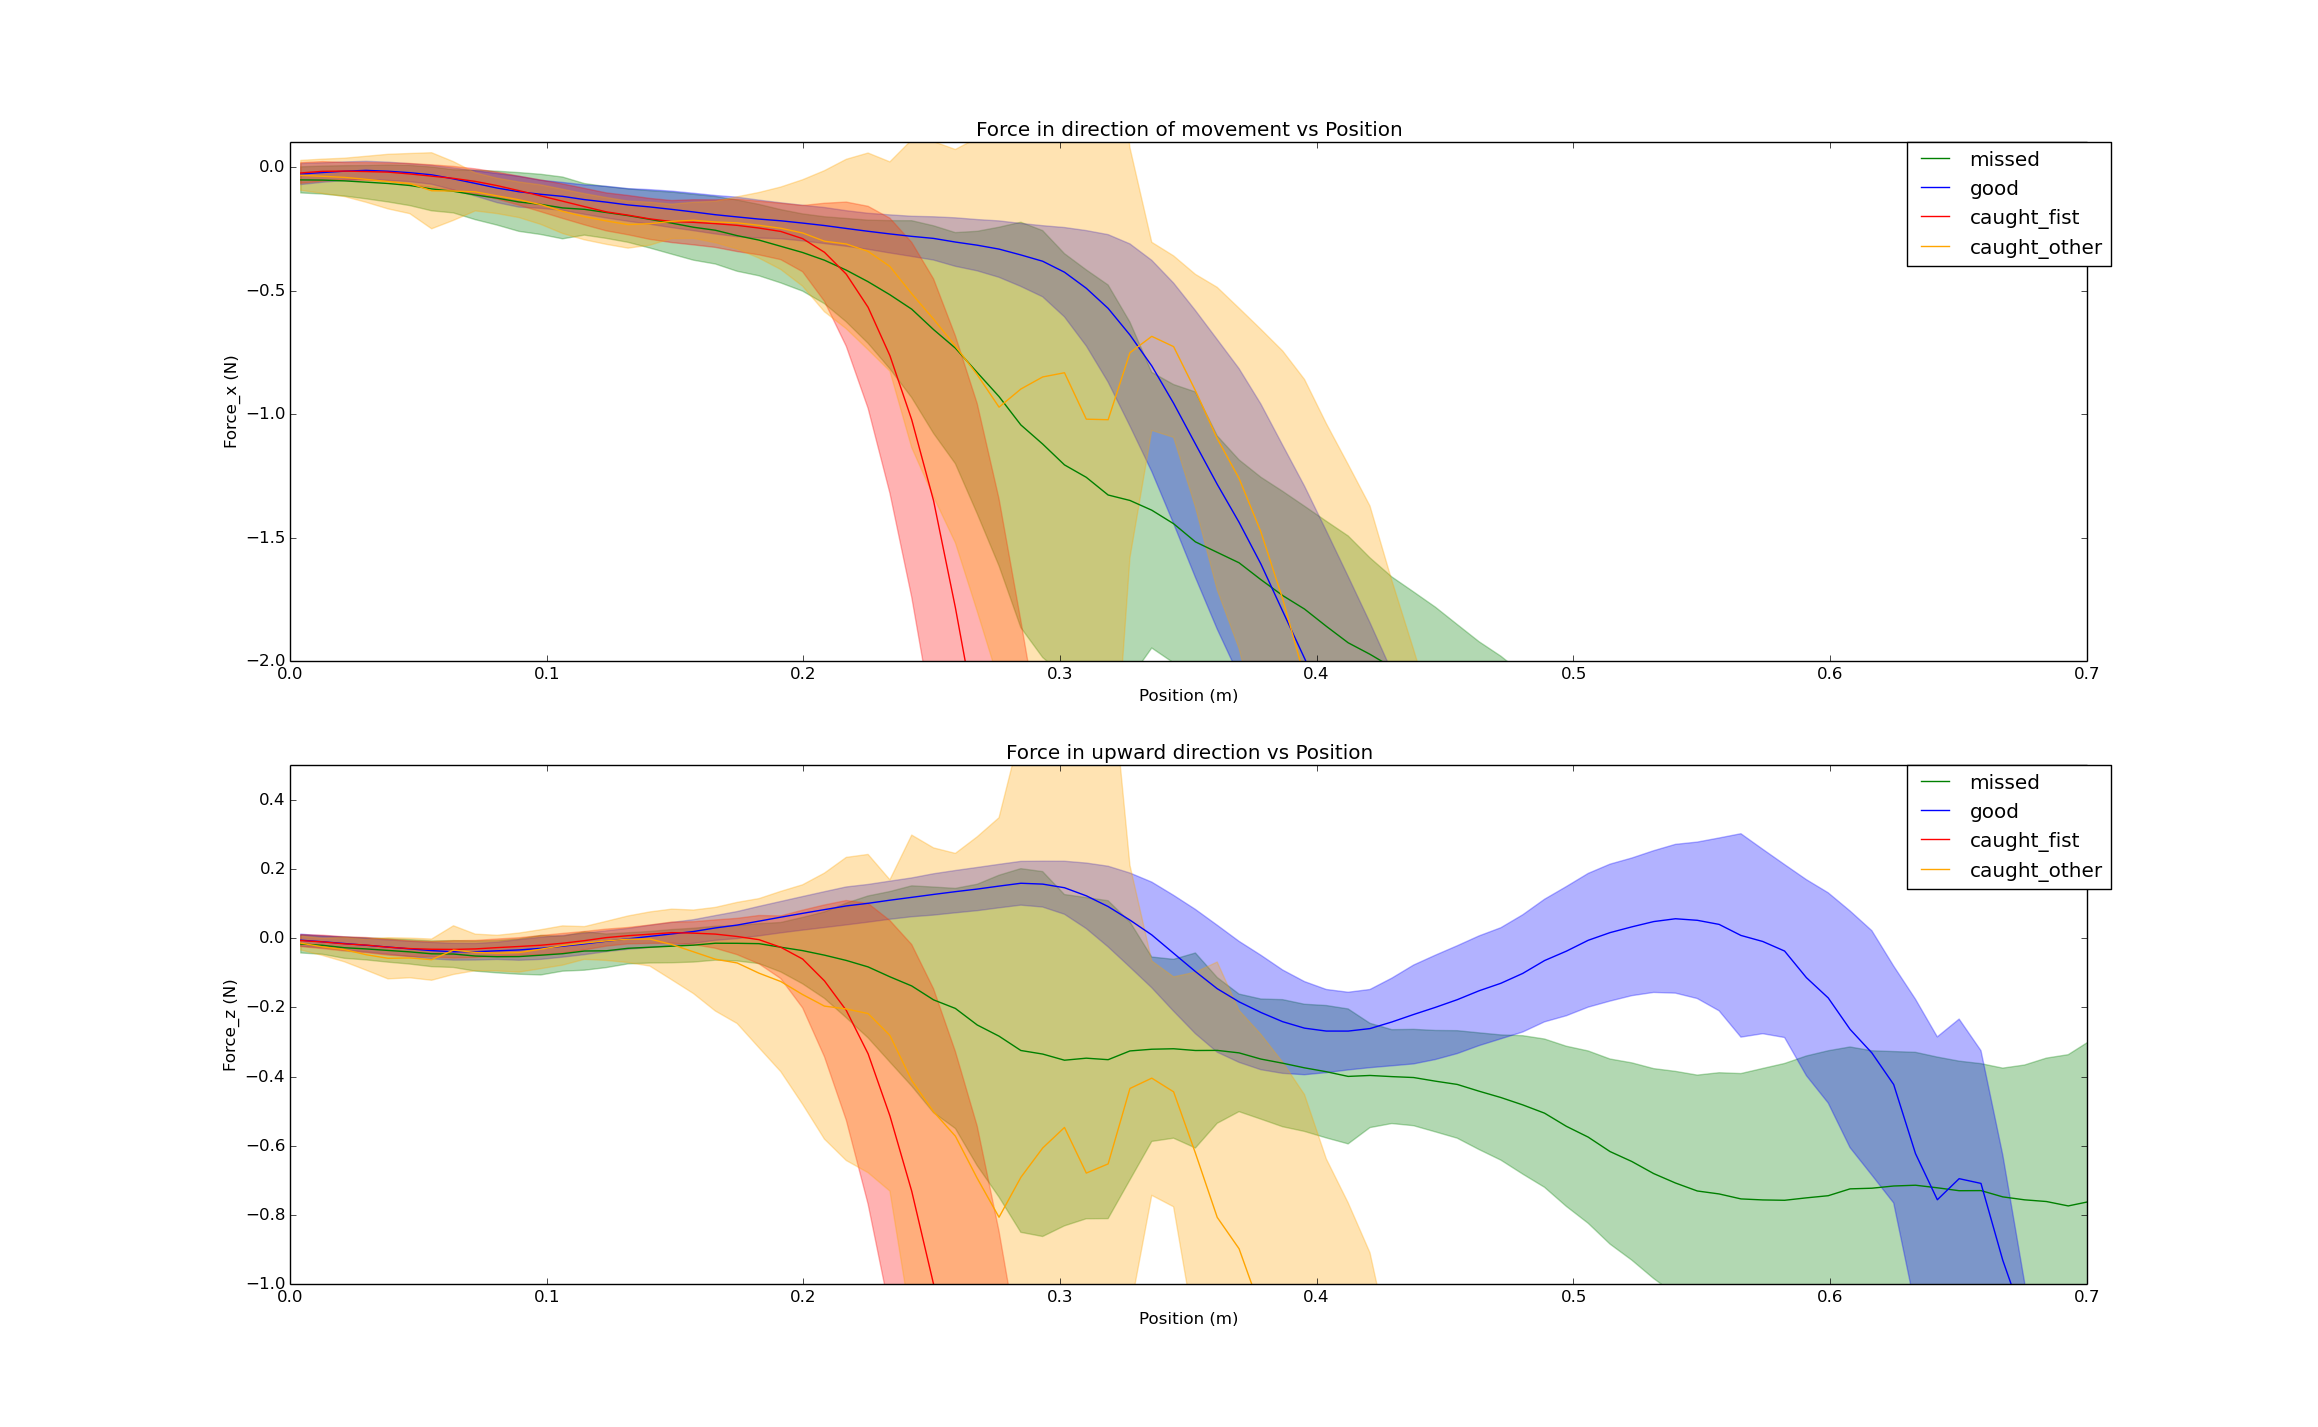 Force in direction of movement vs Position
0.0
−0.5
−1.0
−1.5
−2.0
Force_x (N)
missed
good
caught_fist
caught_other
0.0 0.1 0.2 0.3 0.4 0.5 0.6 0.7
Position (m)
Force in upward direction vs Position
0.4
0.2
0.0
−0.2
−0.4
−0.6
−0.8
−1.0
Force_z (N)
missed
good
caught_fist
caught_other
0.0 0.1 0.2 0.3 0.4 0.5 0.6 0.7
Position (m)